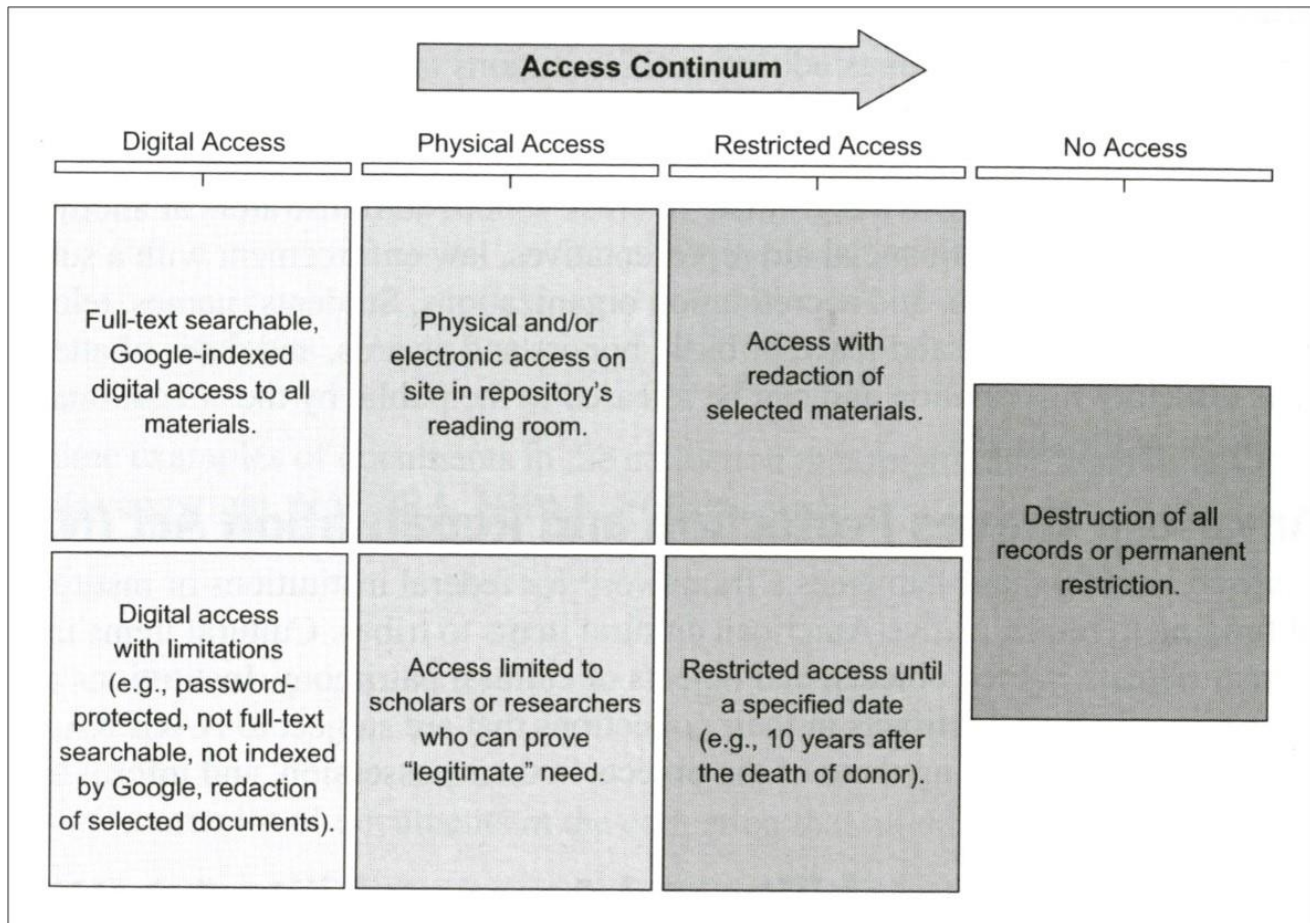 Access Continuum
Digital Access
Physical Access
Restricted Access
No Access
Full-text searchable,
Google-indexed
digital access to all
materials.
Physical and/or
electronic access on
site in repository's
reading room.
Access with
redaction of
selected materials.
Destruction of all
records or permanent
restriction.
Digital access
with limitations
(e.g., password-
protected, not full-text
searchable, not indexed
by Google, redaction
of selected documents).
Access limited to
scholars or researchers
who can prove
“legitimate” need.
Restricted access until
a specified date
(e.g., 10 years after
the death of donor).